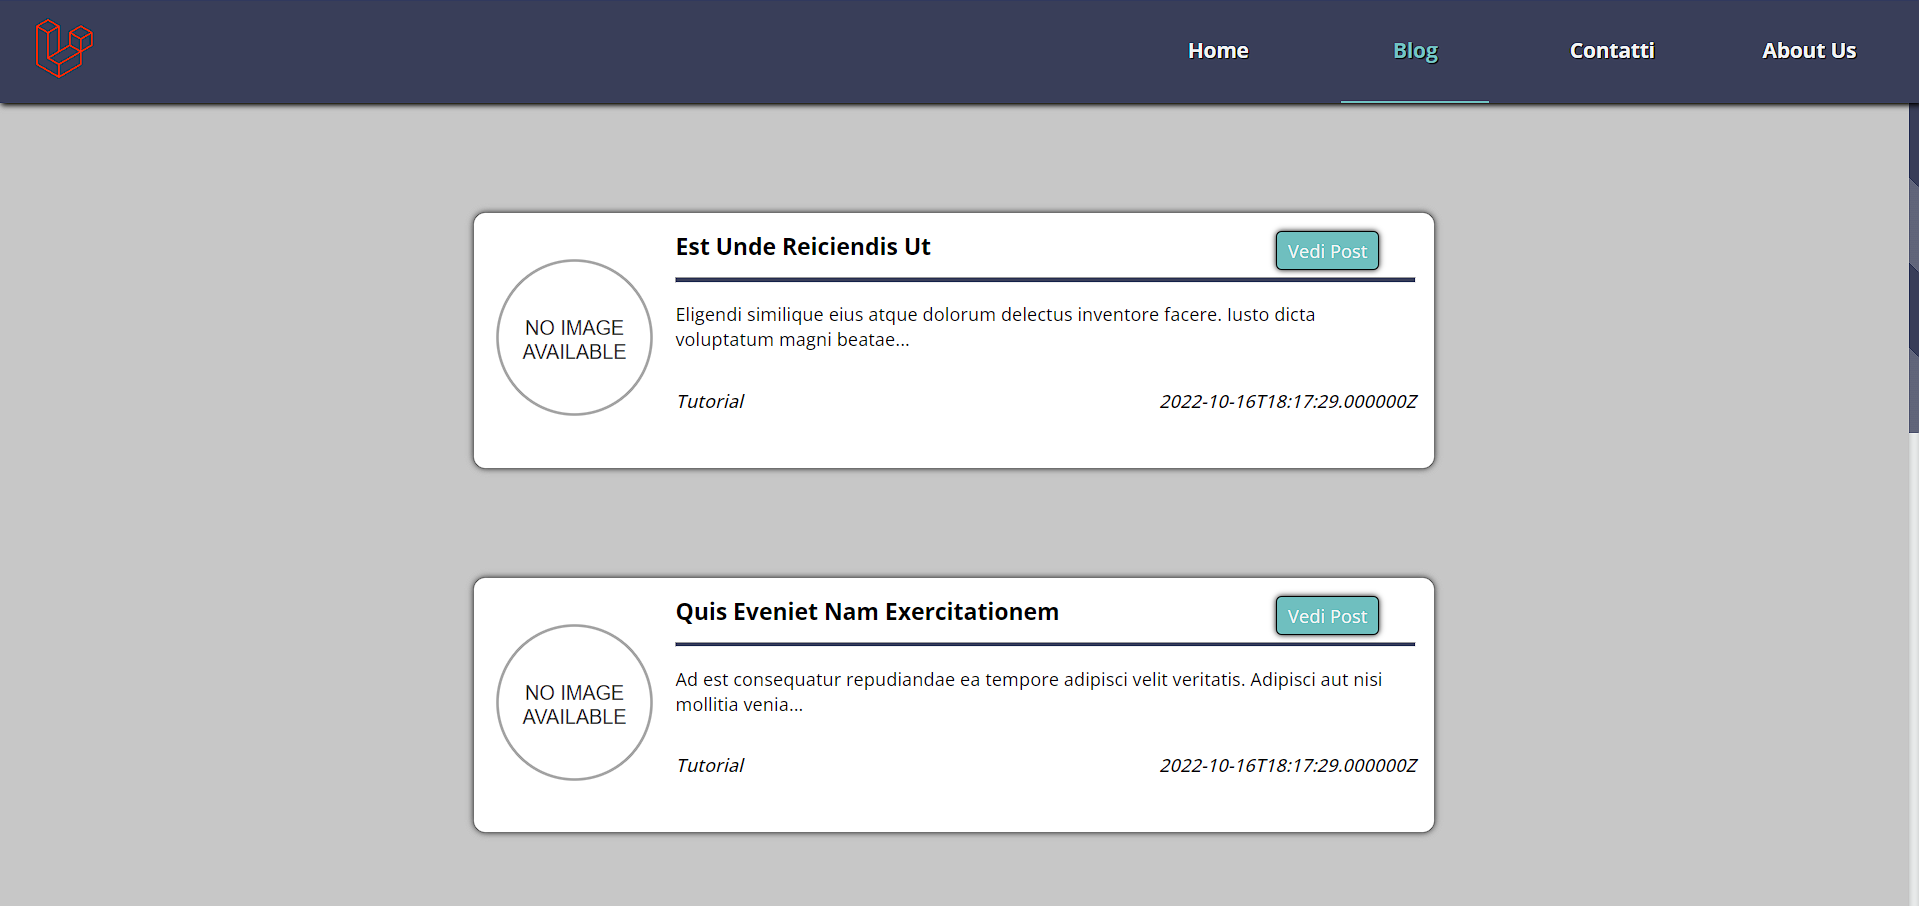 Home Blog Contatti About Us
Est Unde Reiciendis Ut Vedi Post
NO IMAGE
AVAILABLE
Eligendi similique eius atque dolorum delectus inventore facere. Iusto dicta
voluptatum magni beatae...
Tutorial 2022-10-16T18:17:29.000000Z
Quis Eveniet Nam Exercitationem Vedi Post
NO IMAGE
AVAILABLE
Ad est consequatur repudiandae ea tempore adipisci velit veritatis. Adipisci aut nisi
mollitia venia...
Tutorial 2022-10-16T18:17:29.000000Z